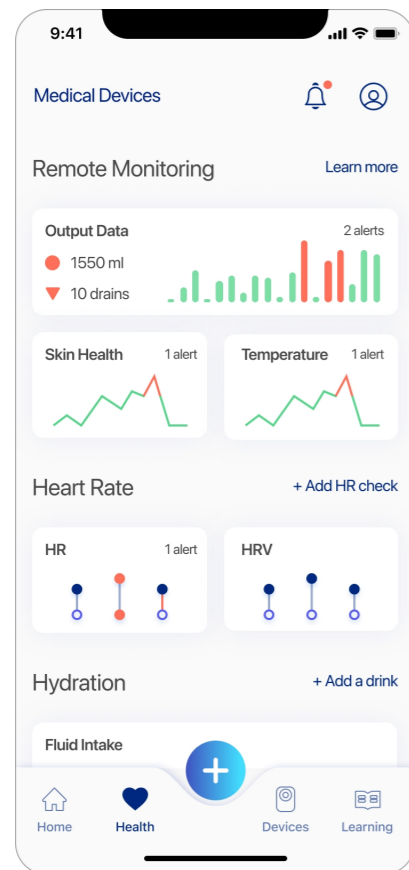 9:41
Medical Devices
Remote Monitoring
Learn more
Output Data
2 alerts
1550 ml
10 drains
Skin Health
1 alert
Temperature
1 alert
Heart Rate
+ Add HR check
HR
1 alert
HRV
Hydration
+ Add a drink
Fluid Intake
Home
Health
Devices
Learning